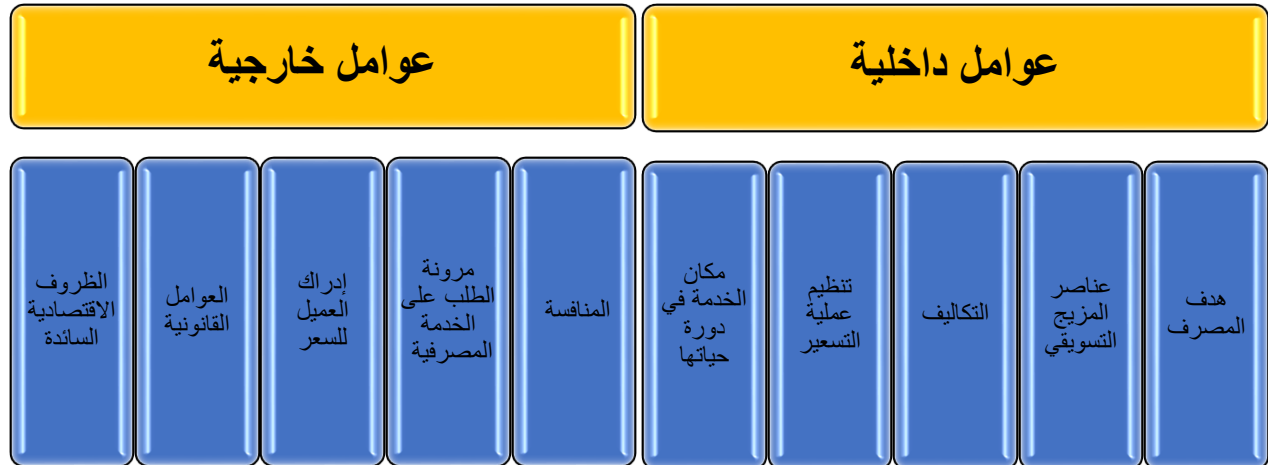 عوامل داخلية
عوامل خارجية
هدف
المصرف
عناصر
المزيج
التسويقي
التكاليف
تنظيم
عملية
التسعير
مكان
الخدمة في
دورة
حياتها
المنافسة
مرونة
الطلب على
الخدمة
المصرفية
إدراك
العميل
للسعر
العوامل
القانونية
الظروف
الاقتصادية
السائدة